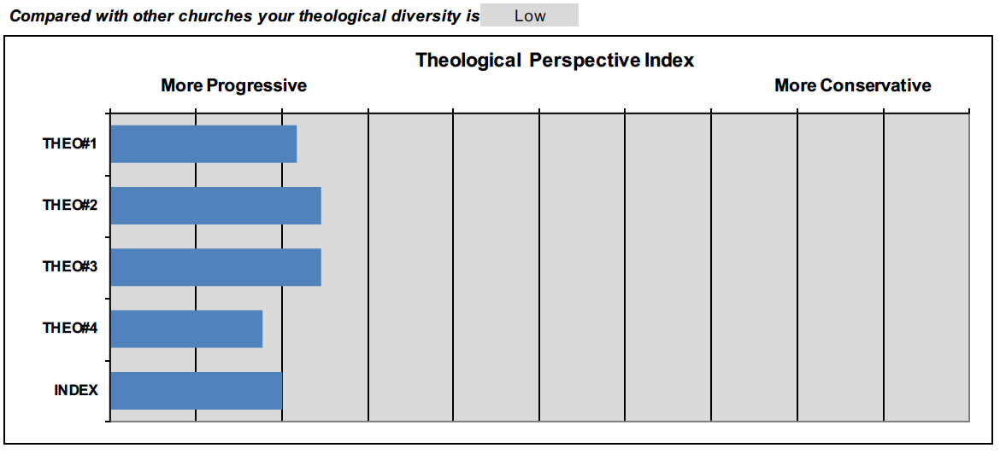 Compared with other churches your theological diversity is Low
Theological Perspective Index
More Progressive More Conservative
THEO#1
THEO#2
THEO#3
THEO#4
INDEX